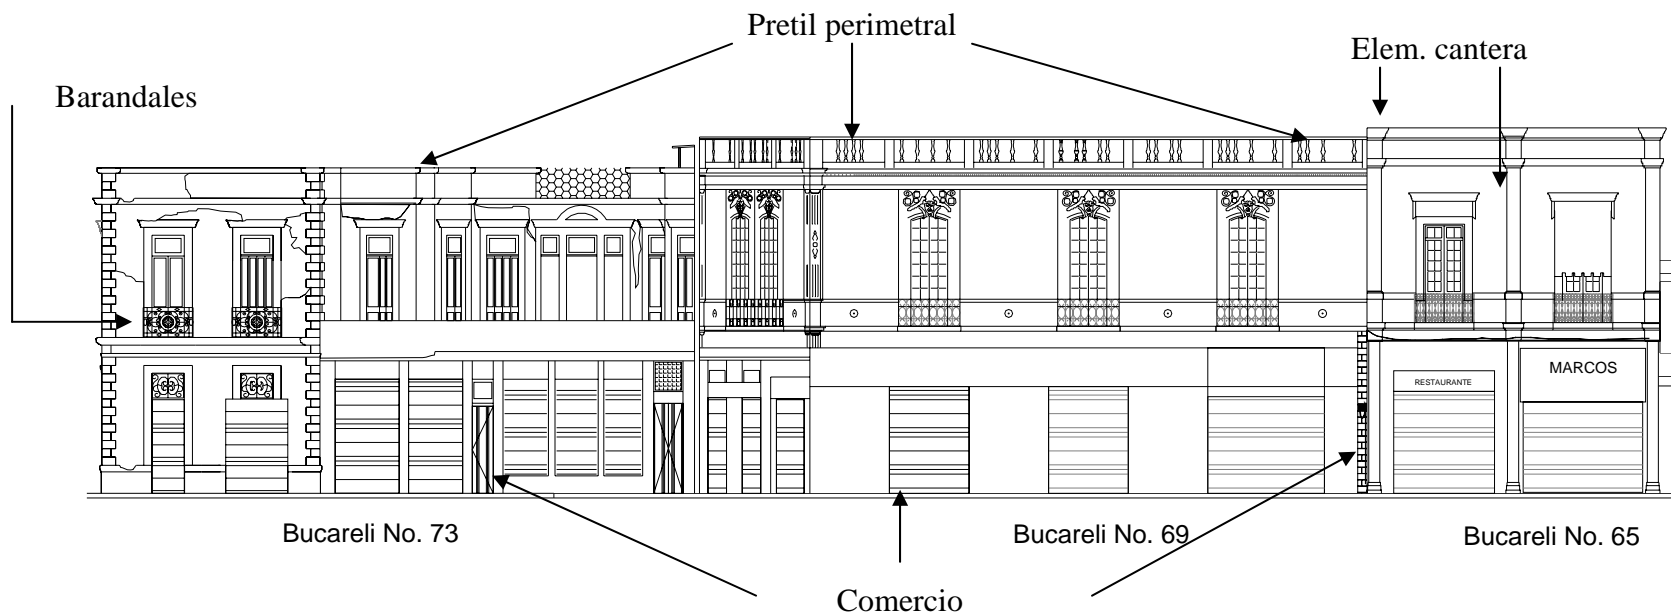 Pretil perimetral
Elem. cantera
Barandales
MARCOS
RESTAURANTE
Bucareli No. 73
Bucareli No. 69
Bucareli No. 65
Comercio